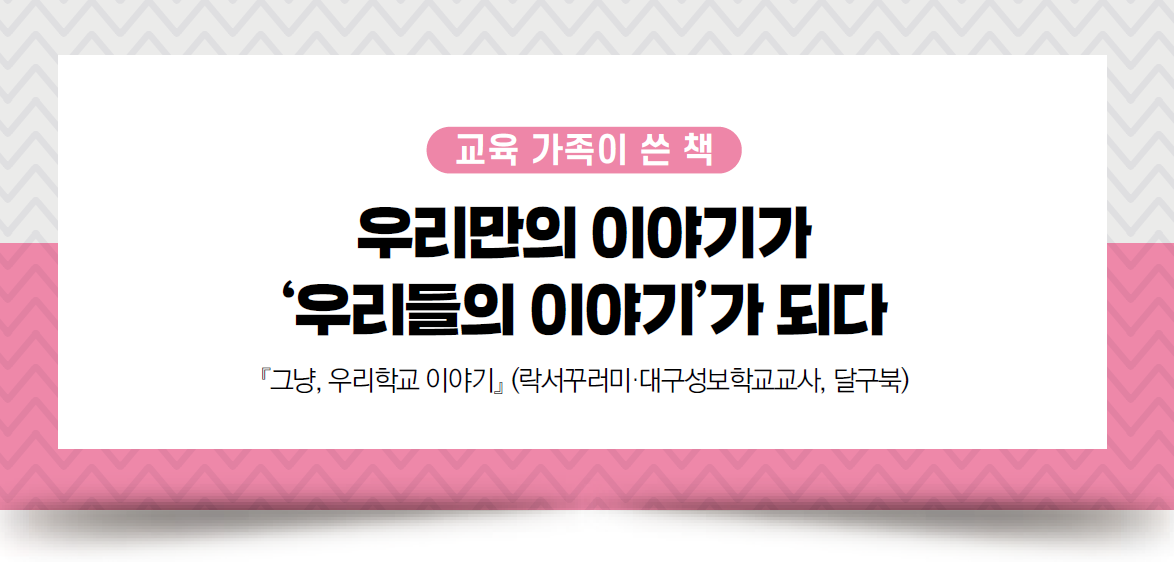 교육 가족이 쓴 책
우리만의 이야기가
‘우리들의 이야기’가 되다
『그냥, 우리학교 이야기』 (락서꾸러미·대구성보학교교사, 달구북)